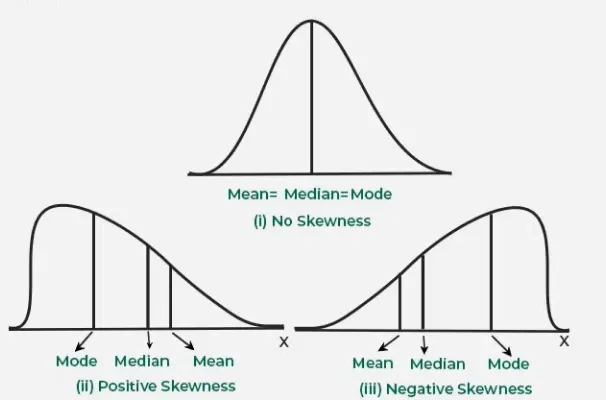 Mean= Median=Mode
(i) No Skewness
X
Mode Median Mean
(ii) Positive Skewness
X
Mean Median Mode
(iii) Negative Skewness